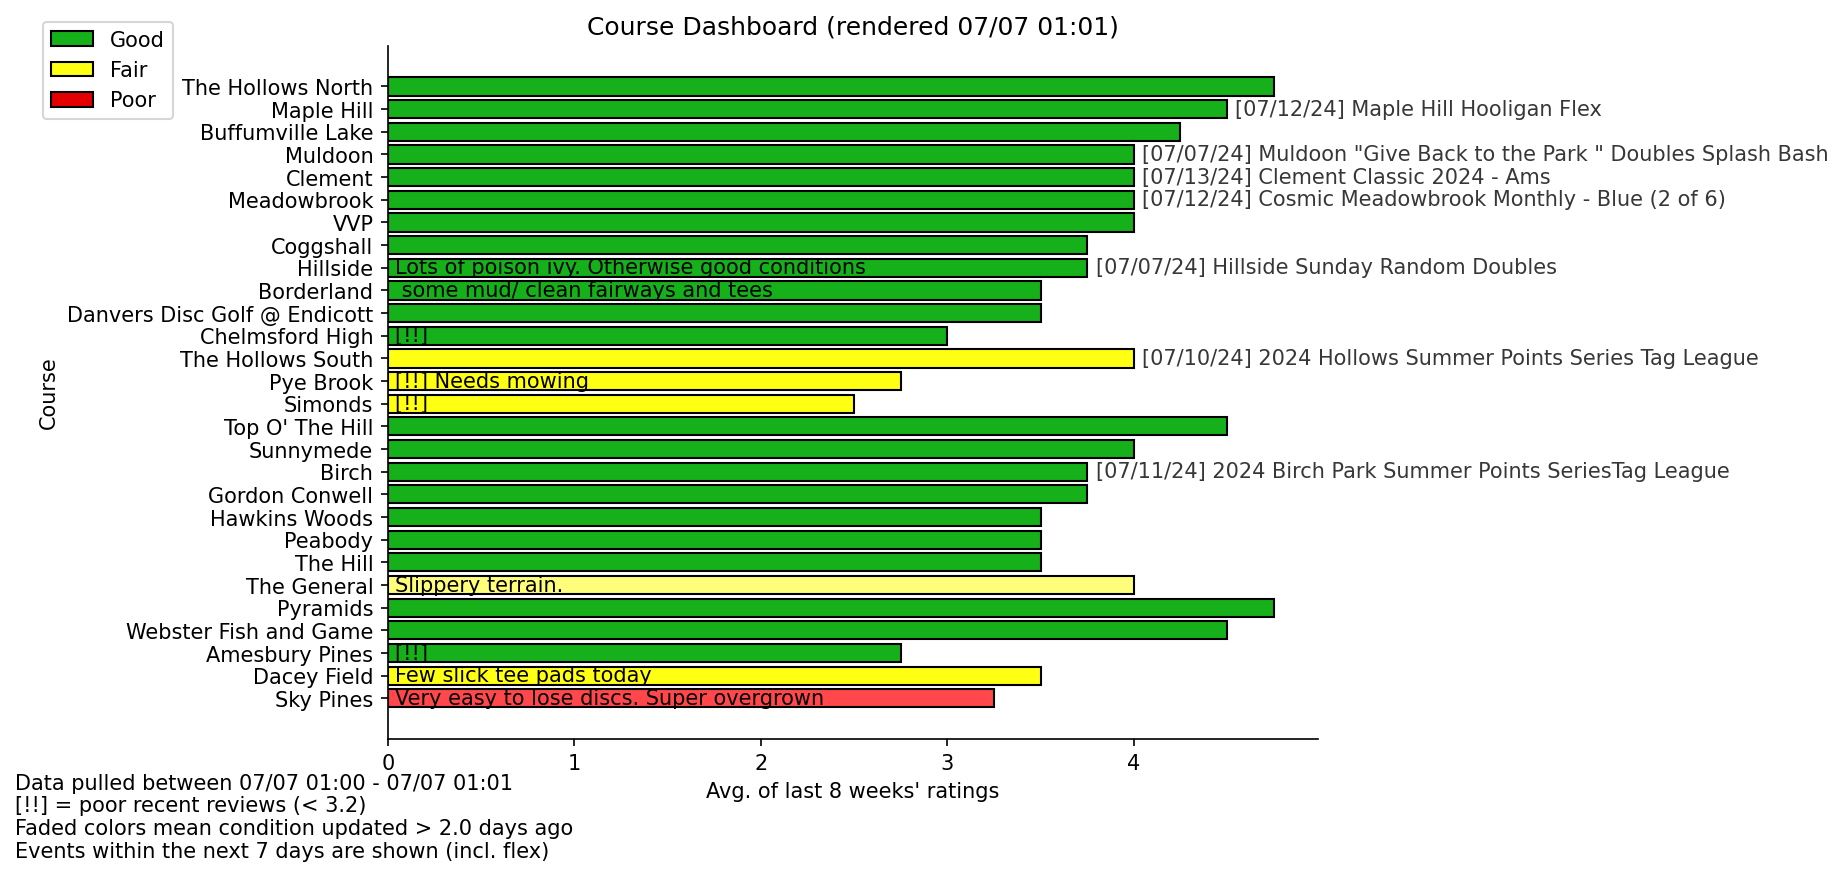 Course Dashboard (rendered 07/07 01:01)
Good
Fair
Poor
The Hollows North
Maple Hill [07/12/24] Maple Hill Hooligan Flex
Buffumville Lake
Muldoon [07/07/24] Muldoon "Give Back to the Park " Doubles Splash Bash
Clement [07/13/24] Clement Classic 2024 - Ams
Meadowbrook [07/12/24] Cosmic Meadowbrook Monthly - Blue (2 of 6)
VVP
Coggshall
Hillside Lots of poison ivy. Otherwise good conditions [07/07/24] Hillside Sunday Random Doubles
Borderland some mud/ clean fairways and tees
Danvers Disc Golf @ Endicott
Chelmsford High [!!]
The Hollows South [07/10/24] 2024 Hollows Summer Points Series Tag League
Pye Brook [!!] Needs mowing
Simonds [!!]
Top O' The Hill
Sunnymede
Birch [07/11/24] 2024 Birch Park Summer Points SeriesTag League
Gordon Conwell
Hawkins Woods
Peabody
The Hill
The General Slippery terrain.
Pyramids
Webster Fish and Game
Amesbury Pines [!!]
Dacey Field Few slick tee pads today
Sky Pines Very easy to lose discs. Super overgrown
Course
0 1 2 3 4
Avg. of last 8 weeks' ratings
Data pulled between 07/07 01:00 - 07/07 01:01
[!!] = poor recent reviews (< 3.2)
Faded colors mean condition updated > 2.0 days ago
Events within the next 7 days are shown (incl. flex)